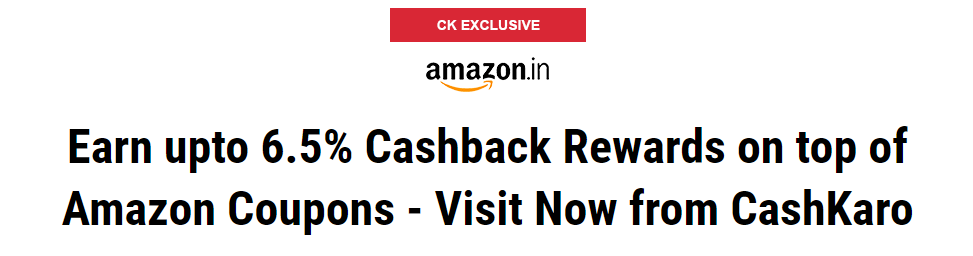 CK EXCLUSIVE
amazon.in
Earn upto 6.5% Cashback Rewards on top of
Amazon Coupons - Visit Now from CashKaro